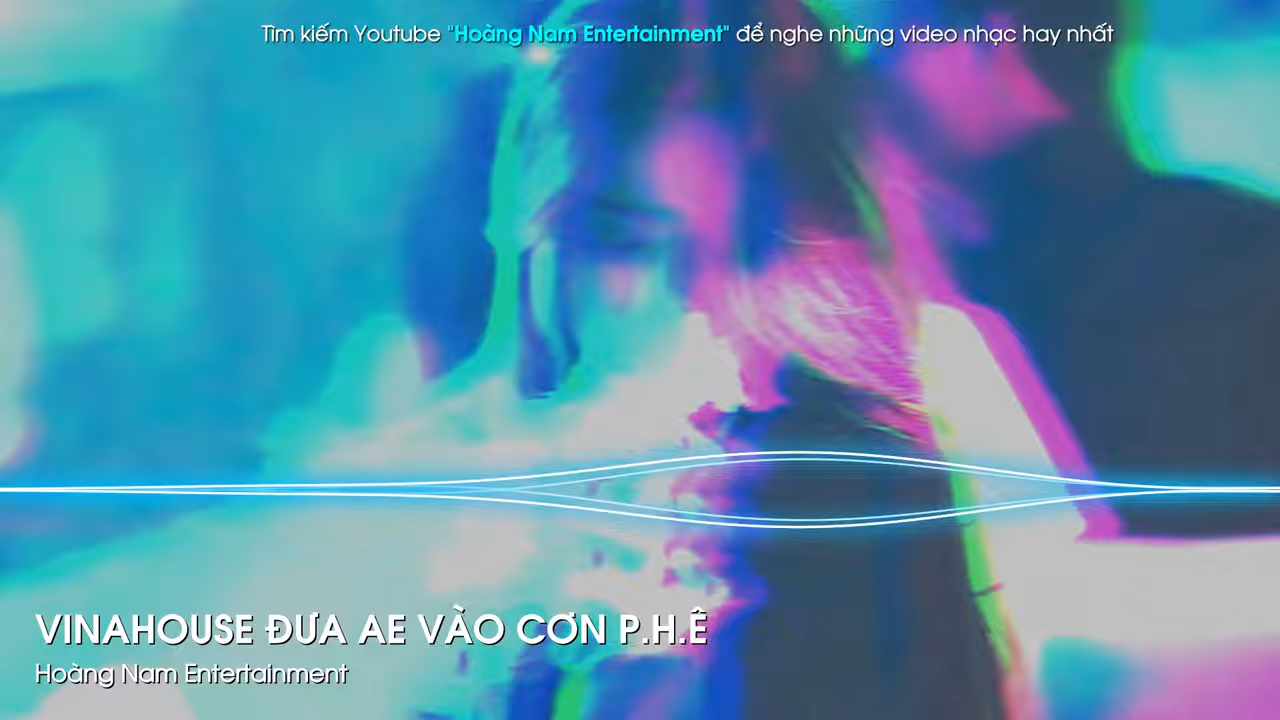 Tìm kiếm Youtube "Hoàng Nam Entertainment" để nghe những video nhạc hay nhất
VINAHOUSE ĐƯA AE VÀO CƠN P.H.Ê
Hoàng Nam Entertainment